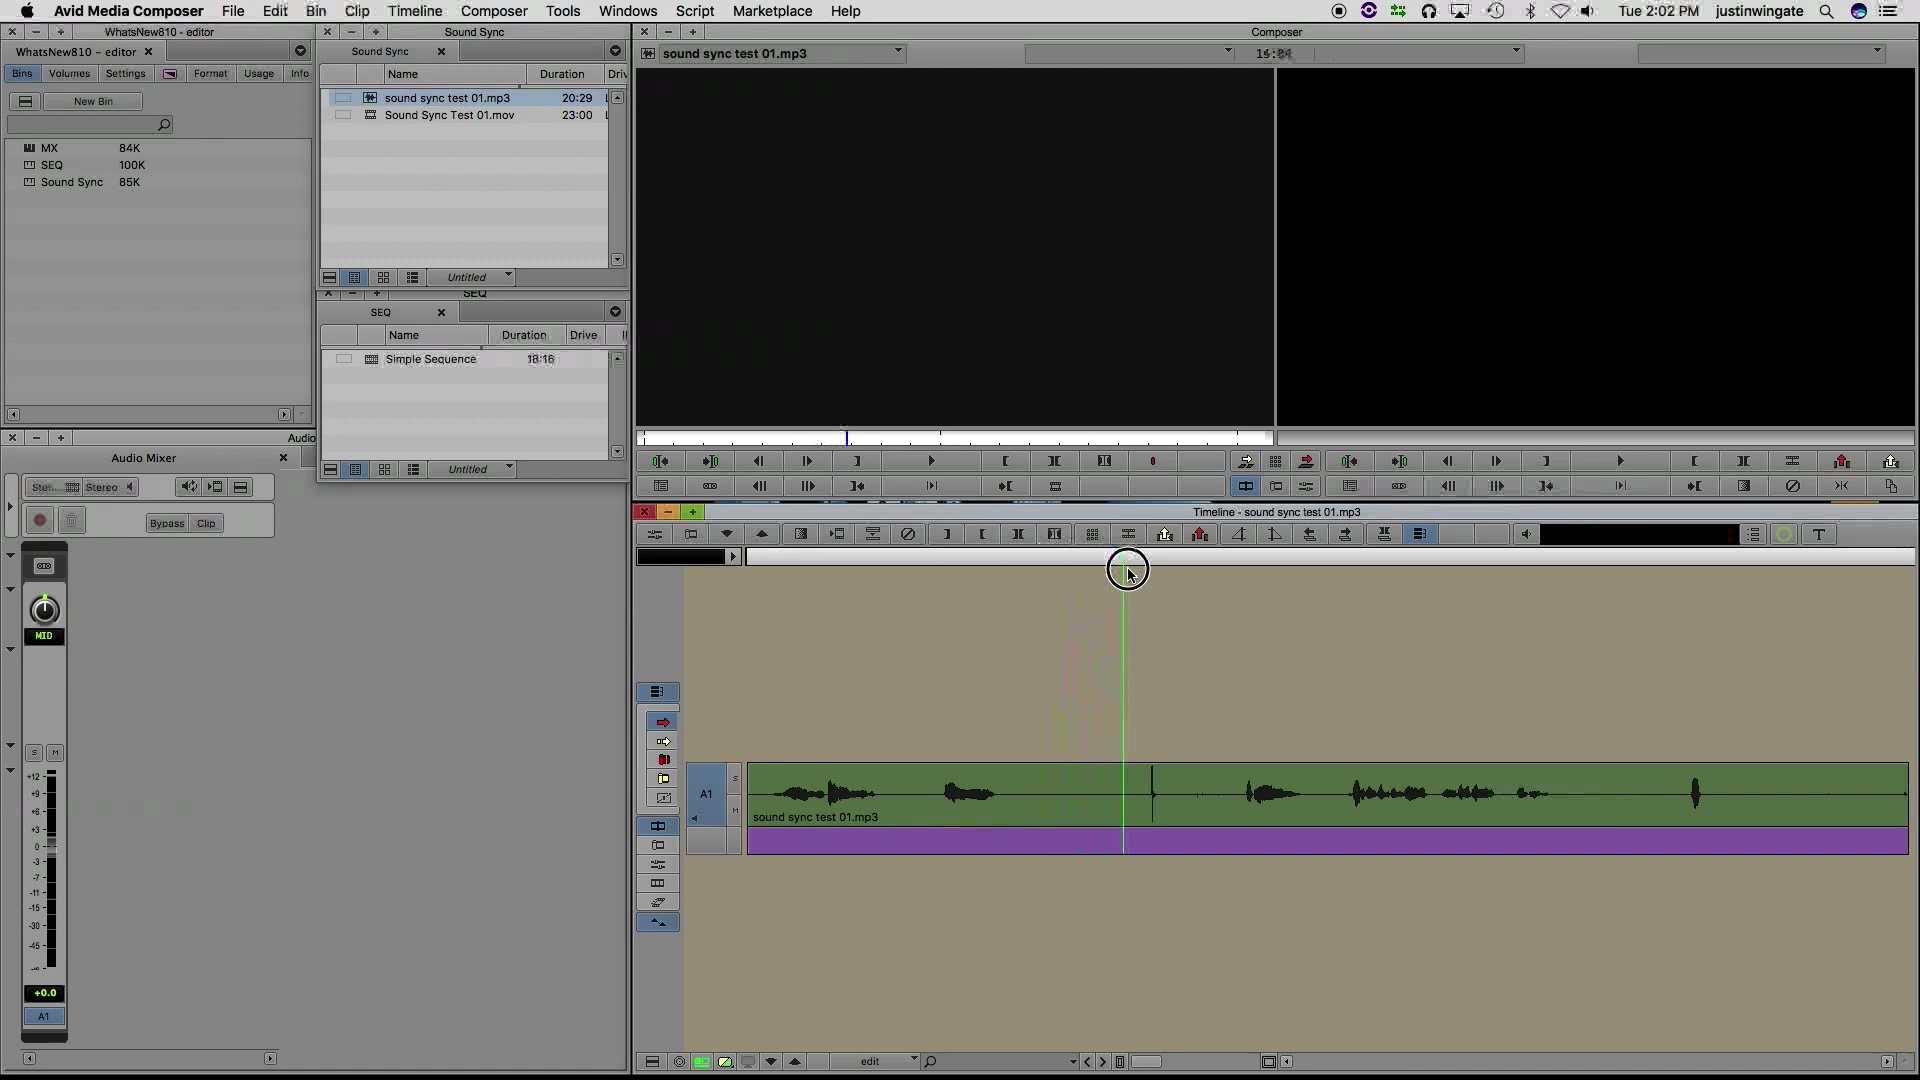 Avid Media Composer File Edit Bin Clip Timeline Composer Tools Windows Script Marketplace Help Tue 2:02 PM justinwingate
WhatsNew810 - editor
WhatsNew810 - editor
Bins Volumes Settings Format Usage Info
New Bin
MX 84K
SEQ 100K
Sound Sync 85K
Sound Sync
Sound Sync
Name Duration Driv
sound sync test 01.mp3 20:29
Sound Sync Test 01.mov 23:00
Untitled
SEQ
SEQ
Name Duration Drive
Simple Sequence 18:16
Untitled
Composer
sound sync test 01.mp3
Audio
Audio Mixer
Stereo
Bypass Clip
MID
S M
+12
+9
+6
+3
0
-3
-7
-11
-15
-30
-45
+0.0
A1
Timeline - sound sync test 01.mp3
T
A1 S
M
sound sync test 01.mp3
edit